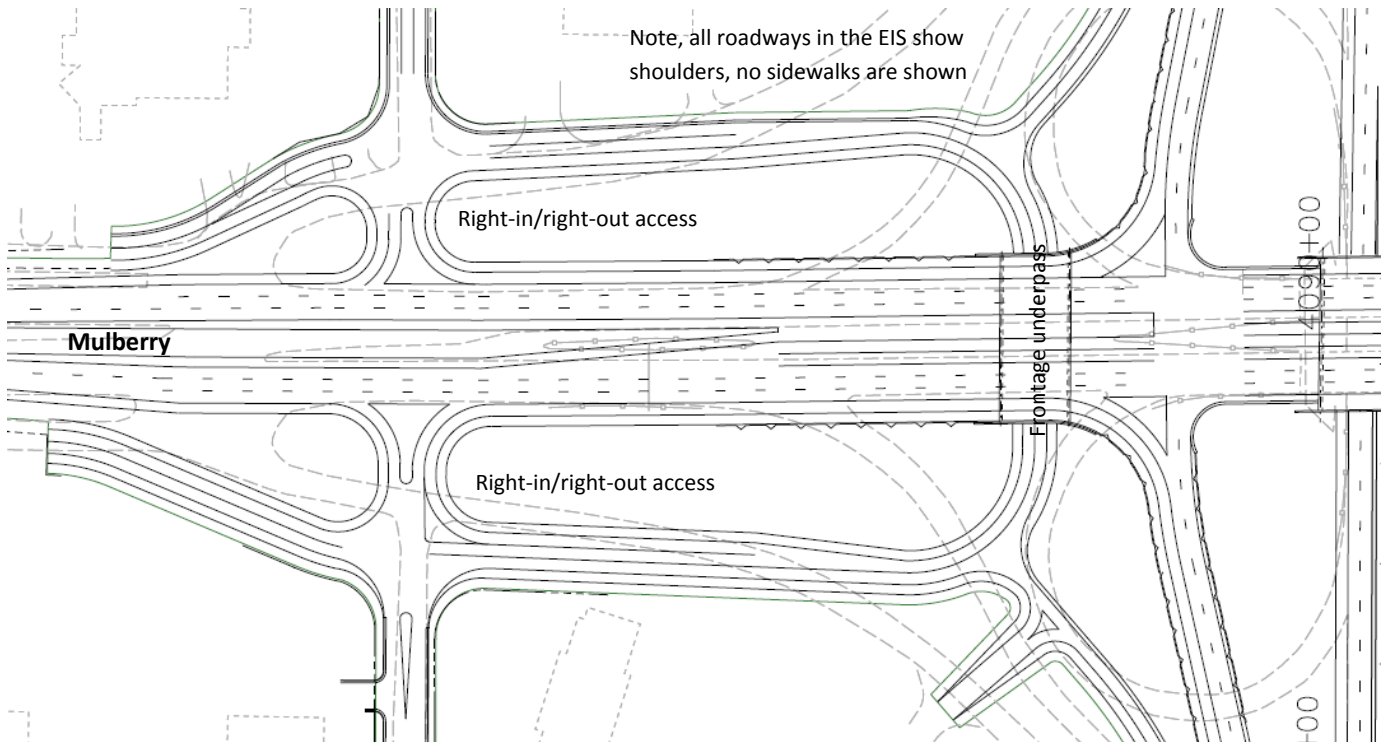 Note, all roadways in the EIS show
shoulders, no sidewalks are shown
Right-in/right-out access
Mulberry
Frontage underpass
Right-in/right-out access
+00